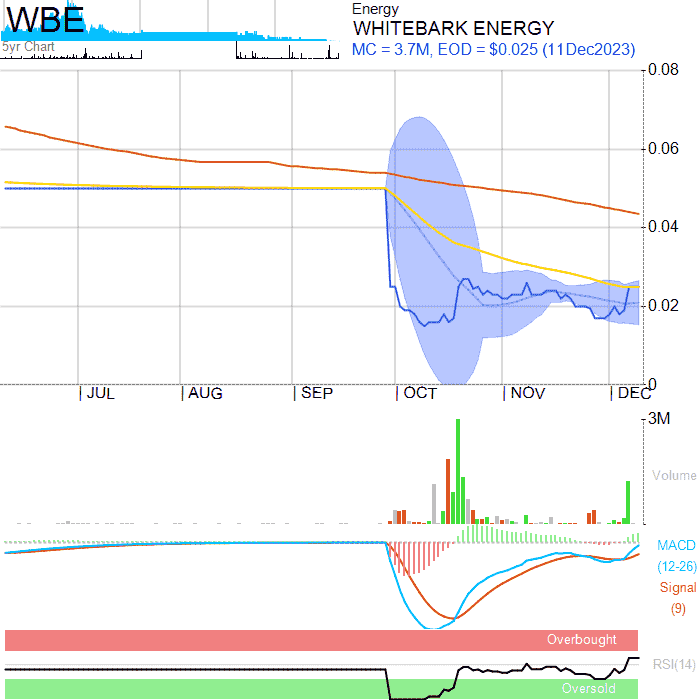 WBE
5yr Chart
Energy
WHITEBARK ENERGY
MC = 3.7M, EOD = $0.025 (11Dec2023)
0.08
0.06
0.04
0.02
0
JUL AUG SEP OCT NOV DEC
3M
Volume
MACD
(12-26)
Signal
(9)
Overbought
RSI(14)
Oversold